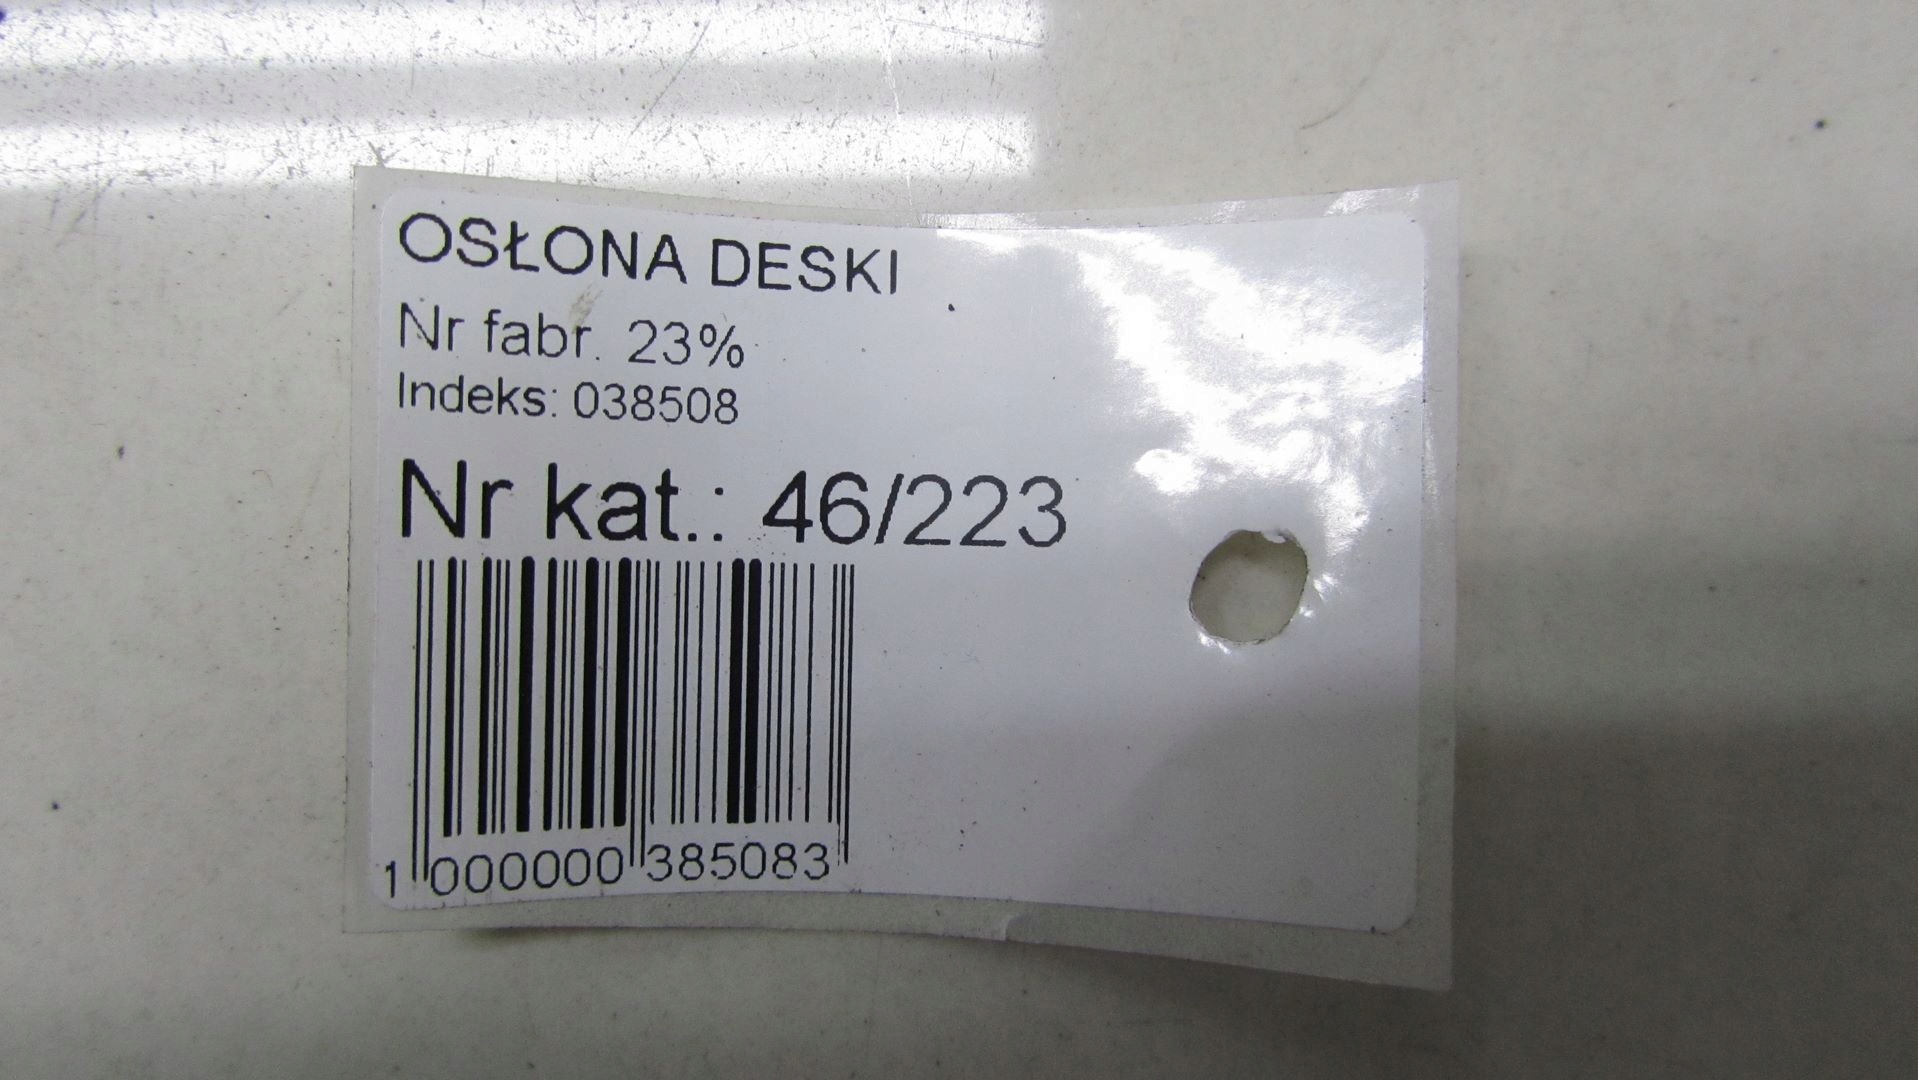 OSŁONA DESKI
Nr fabr. 23%
Indeks: 038508
Nr kat.: 46/223
1 000000 385083